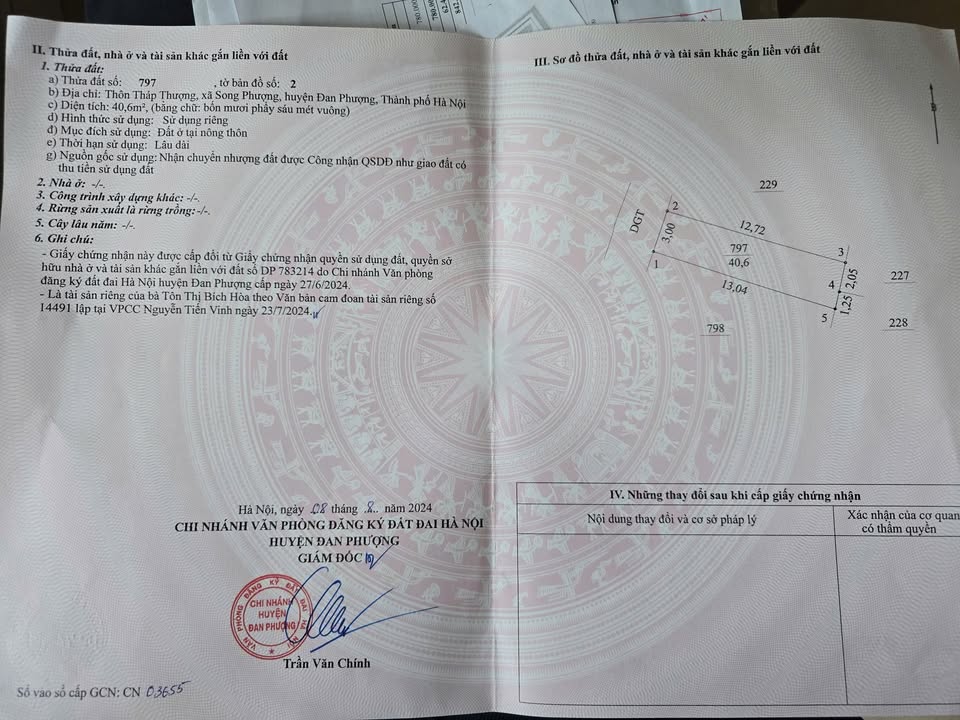 II. Thửa đất, nhà ở và tài sản khác gắn liền với đất
1. Thửa đất:
a) Thửa đất số: 797 , tờ bản đồ số: 2
b) Địa chỉ: Thôn Tháp Thượng, xã Song Phượng, huyện Đan Phượng, Thành phố Hà Nội
c) Diện tích: 40,6m², (bằng chữ: bốn mươi phẩy sáu mét vuông)
d) Hình thức sử dụng: Sử dụng riêng
đ) Mục đích sử dụng: Đất ở tại nông thôn
e) Thời hạn sử dụng: Lâu dài
g) Nguồn gốc sử dụng: Nhận chuyển nhượng đất được Công nhận QSDĐ như giao đất có
thu tiền sử dụng đất
2. Nhà ở: -/-.
3. Công trình xây dựng khác: -/-.
4. Rừng sản xuất là rừng trồng: -/-.
5. Cây lâu năm: -/-.
6. Ghi chú:
- Giấy chứng nhận này được cấp đổi từ Giấy chứng nhận quyền sử dụng đất, quyền sở
hữu nhà ở và tài sản khác gắn liền với đất số DP 783214 do Chi nhánh Văn phòng
đăng ký đất đai Hà Nội huyện Đan Phượng cấp ngày 27/6/2024.
- Là tài sản riêng của bà Tôn Thị Bích Hòa theo Văn bản cam đoan tài sản riêng số
14491 lập tại VPCC Nguyễn Tiến Vinh ngày 23/7/2024.
Hà Nội, ngày 08 tháng 8.. năm 2024
CHI NHÁNH VĂN PHÒNG ĐĂNG KÝ ĐẤT ĐAI HÀ NỘI
HUYỆN ĐAN PHƯỢNG
GIÁM ĐỐC
VĂN PHÒNG ĐĂNG KÝ ĐẤT ĐAI HÀ NỘI
CHI NHÁNH
HUYỆN
ĐAN PHƯỢNG
Trần Văn Chính
Số vào sổ cấp GCN: CN 03655
III. Sơ đồ thửa đất, nhà ở và tài sản khác gắn liền với đất
B
229
DGT
2
3,00
12,72
797
40,6
3
1
13,04
2,05
4
227
1,25
5
798
228
IV. Những thay đổi sau khi cấp giấy chứng nhận
Nội dung thay đổi và cơ sở pháp lý
Xác nhận của cơ quan
có thẩm quyền